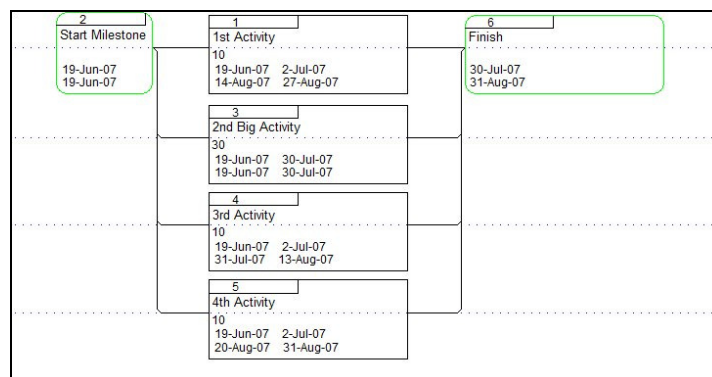 2
Start Milestone
19-Jun-07
19-Jun-07
1
1st Activity
10
19-Jun-07 2-Jul-07
14-Aug-07 27-Aug-07
6
Finish
30-Jul-07
31-Aug-07
3
2nd Big Activity
30
19-Jun-07 30-Jul-07
19-Jun-07 30-Jul-07
4
3rd Activity
10
19-Jun-07 2-Jul-07
31-Jul-07 13-Aug-07
5
4th Activity
10
19-Jun-07 2-Jul-07
20-Aug-07 31-Aug-07